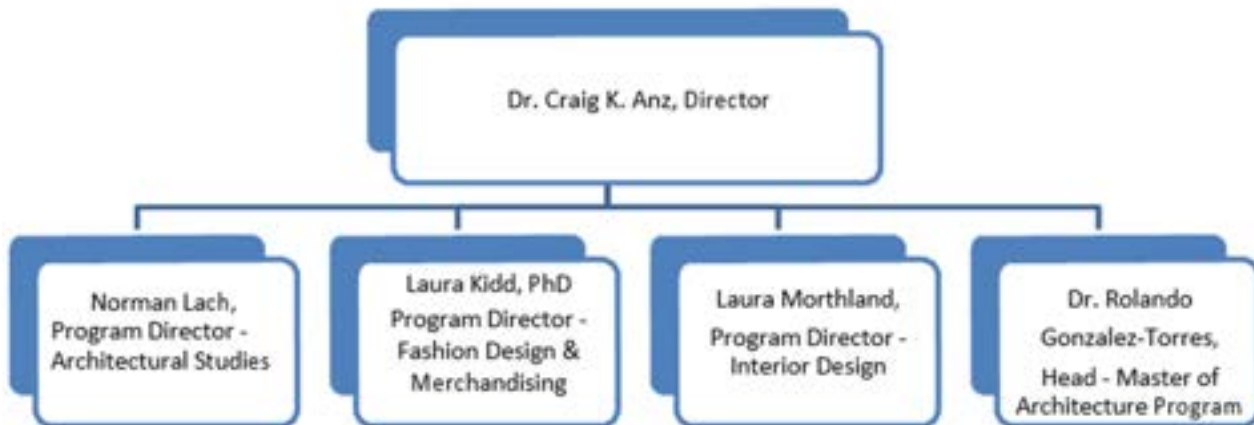 Dr. Craig K. Anz, Director
Norman Lach,
Program Director -
Architectural Studies
Laura Kidd, PhD
Program Director -
Fashion Design &
Merchandising
Laura Morthland,
Program Director -
Interior Design
Dr. Rolando
Gonzalez-Torres,
Head - Master of
Architecture Program